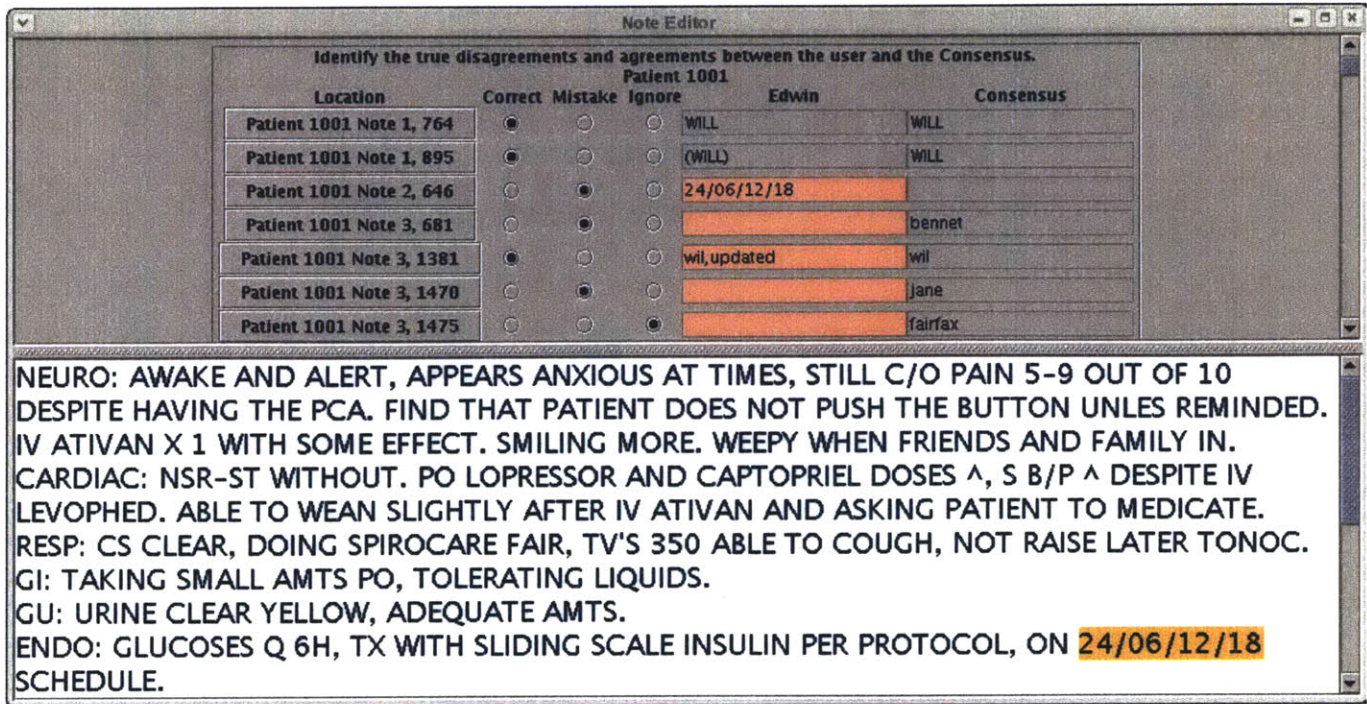 Note Editor
Identify the true disagreements and agreements between the user and the Consensus.
Patient 1001
Location Correct Mistake Ignore Edwin Consensus
Patient 1001 Note 1, 764 WILL WILL
Patient 1001 Note 1, 895 (WILL) WILL
Patient 1001 Note 2, 646 24/06/12/18
Patient 1001 Note 3, 681 bennet
Patient 1001 Note 3, 1381 wil,updated wil
Patient 1001 Note 3, 1470 jane
Patient 1001 Note 3, 1475 fairfax
NEURO: AWAKE AND ALERT, APPEARS ANXIOUS AT TIMES, STILL C/O PAIN 5-9 OUT OF 10
DESPITE HAVING THE PCA. FIND THAT PATIENT DOES NOT PUSH THE BUTTON UNLES REMINDED.
IV ATIVAN X 1 WITH SOME EFFECT. SMILING MORE. WEEPY WHEN FRIENDS AND FAMILY IN.
CARDIAC: NSR-ST WITHOUT. PO LOPRESSOR AND CAPTOPRIEL DOSES ^, S B/P ^ DESPITE IV
LEVOPHED. ABLE TO WEAN SLIGHTLY AFTER IV ATIVAN AND ASKING PATIENT TO MEDICATE.
RESP: CS CLEAR, DOING SPIROCARE FAIR, TV'S 350 ABLE TO COUGH, NOT RAISE LATER TONOC.
GI: TAKING SMALL AMTS PO, TOLERATING LIQUIDS.
GU: URINE CLEAR YELLOW, ADEQUATE AMTS.
ENDO: GLUCOSES Q 6H, TX WITH SLIDING SCALE INSULIN PER PROTOCOL, ON 24/06/12/18
SCHEDULE.